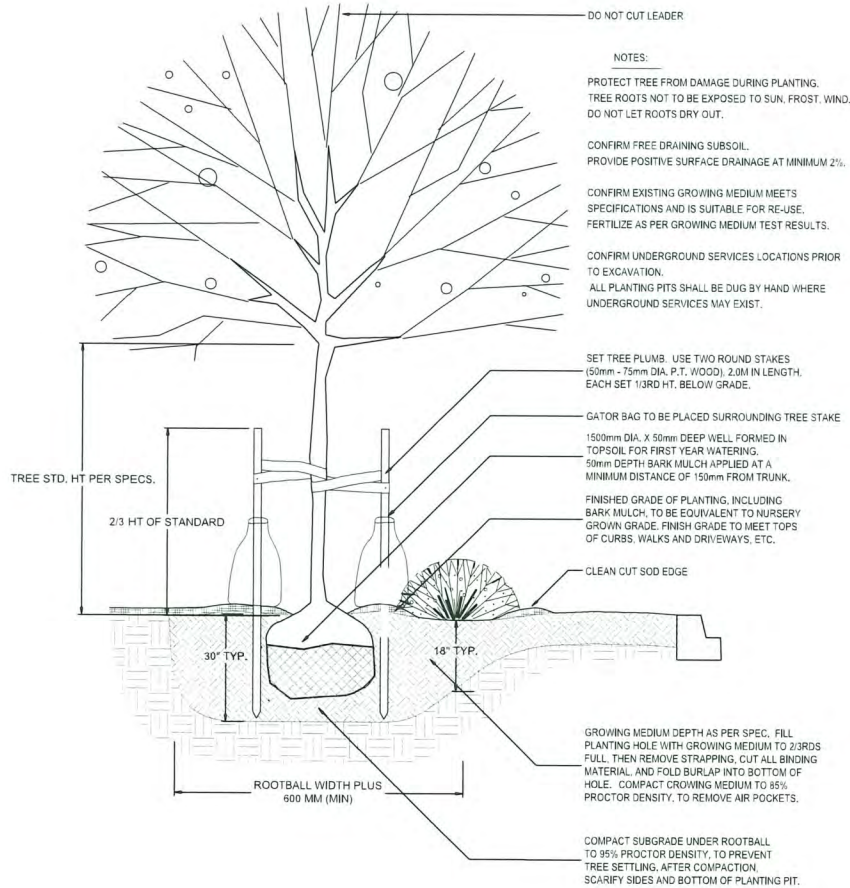 DO NOT CUT LEADER
NOTES:
PROTECT TREE FROM DAMAGE DURING PLANTING.
TREE ROOTS NOT TO BE EXPOSED TO SUN, FROST, WIND.
DO NOT LET ROOTS DRY OUT.
CONFIRM FREE DRAINING SUBSOIL.
PROVIDE POSITIVE SURFACE DRAINAGE AT MINIMUM 2%.
CONFIRM EXISTING GROWING MEDIUM MEETS
SPECIFICATIONS AND IS SUITABLE FOR RE-USE.
FERTILIZE AS PER GROWING MEDIUM TEST RESULTS.
CONFIRM UNDERGROUND SERVICES LOCATIONS PRIOR
TO EXCAVATION.
ALL PLANTING PITS SHALL BE DUG BY HAND WHERE
UNDERGROUND SERVICES MAY EXIST.
SET TREE PLUMB. USE TWO ROUND STAKES
(50mm - 75mm DIA. P.T. WOOD), 2.0M IN LENGTH,
EACH SET 1/3RD HT. BELOW GRADE.
GATOR BAG TO BE PLACED SURROUNDING TREE STAKE
1500mm DIA. X 50mm DEEP WELL FORMED IN
TOPSOIL FOR FIRST YEAR WATERING.
50mm DEPTH BARK MULCH APPLIED AT A
MINIMUM DISTANCE OF 150mm FROM TRUNK.
FINISHED GRADE OF PLANTING, INCLUDING
BARK MULCH, TO BE EQUIVALENT TO NURSERY
GROWN GRADE. FINISH GRADE TO MEET TOPS
OF CURBS, WALKS AND DRIVEWAYS, ETC.
CLEAN CUT SOD EDGE
TREE STD. HT PER SPECS.
2/3 HT OF STANDARD
30" TYP.
18" TYP.
ROOTBALL WIDTH PLUS
600 MM (MIN)
GROWING MEDIUM DEPTH AS PER SPEC. FILL
PLANTING HOLE WITH GROWING MEDIUM TO 2/3RDS
FULL, THEN REMOVE STRAPPING, CUT ALL BINDING
MATERIAL, AND FOLD BURLAP INTO BOTTOM OF
HOLE. COMPACT CROWING MEDIUM TO 85%
PROCTOR DENSITY, TO REMOVE AIR POCKETS.
COMPACT SUBGRADE UNDER ROOTBALL
TO 95% PROCTOR DENSITY, TO PREVENT
TREE SETTLING, AFTER COMPACTION,
SCARIFY SIDES AND BOTTOM OF PLANTING PIT.